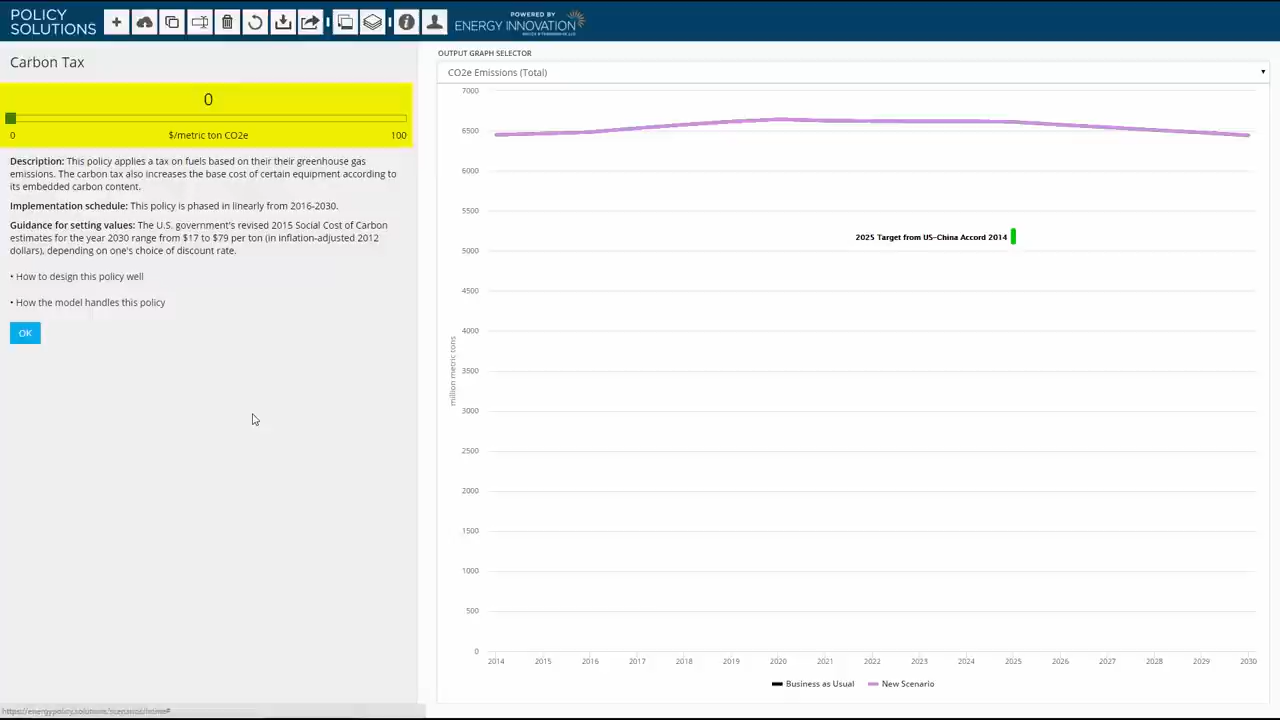 POLICY
SOLUTIONS
POWERED BY
ENERGY INNOVATION
Carbon Tax
0
0 $/metric ton CO2e 100
Description: This policy applies a tax on fuels based on their their greenhouse gas
emissions. The carbon tax also increases the base cost of certain equipment according to
its embedded carbon content.
Implementation schedule: This policy is phased in linearly from 2016-2030.
Guidance for setting values: The U.S. government's revised 2015 Social Cost of Carbon
estimates for the year 2030 range from $17 to $79 per ton (in inflation-adjusted 2012
dollars), depending on one's choice of discount rate.
• How to design this policy well
• How the model handles this policy
OK
OUTPUT GRAPH SELECTOR
CO2e Emissions (Total)
7000
6500
6000
5500
2025 Target from US-China Accord 2014
5000
4500
4000
3500
3000
2500
2000
1500
1000
500
0
million metric tons
2014 2015 2016 2017 2018 2019 2020 2021 2022 2023 2024 2025 2026 2027 2028 2029 2030
Business as Usual New Scenario
https://energypolicy.solutions/scenarios/home#